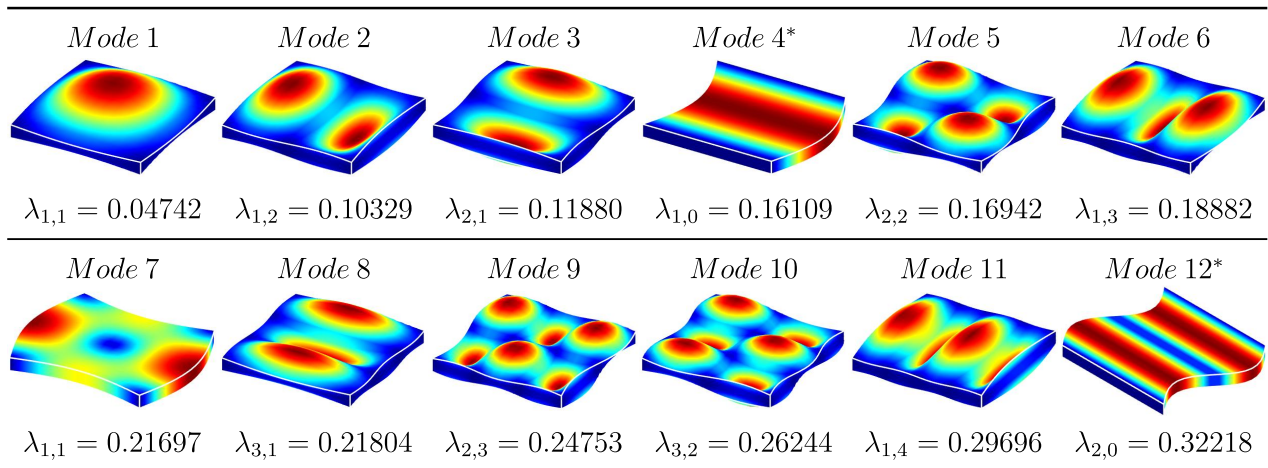 Mode 1 Mode 2 Mode 3 Mode 4* Mode 5 Mode 6
λ1,1 = 0.04742 λ1,2 = 0.10329 λ2,1 = 0.11880 λ1,0 = 0.16109 λ2,2 = 0.16942 λ1,3 = 0.18882
Mode 7 Mode 8 Mode 9 Mode 10 Mode 11 Mode 12*
λ1,1 = 0.21697 λ3,1 = 0.21804 λ2,3 = 0.24753 λ3,2 = 0.26244 λ1,4 = 0.29696 λ2,0 = 0.32218